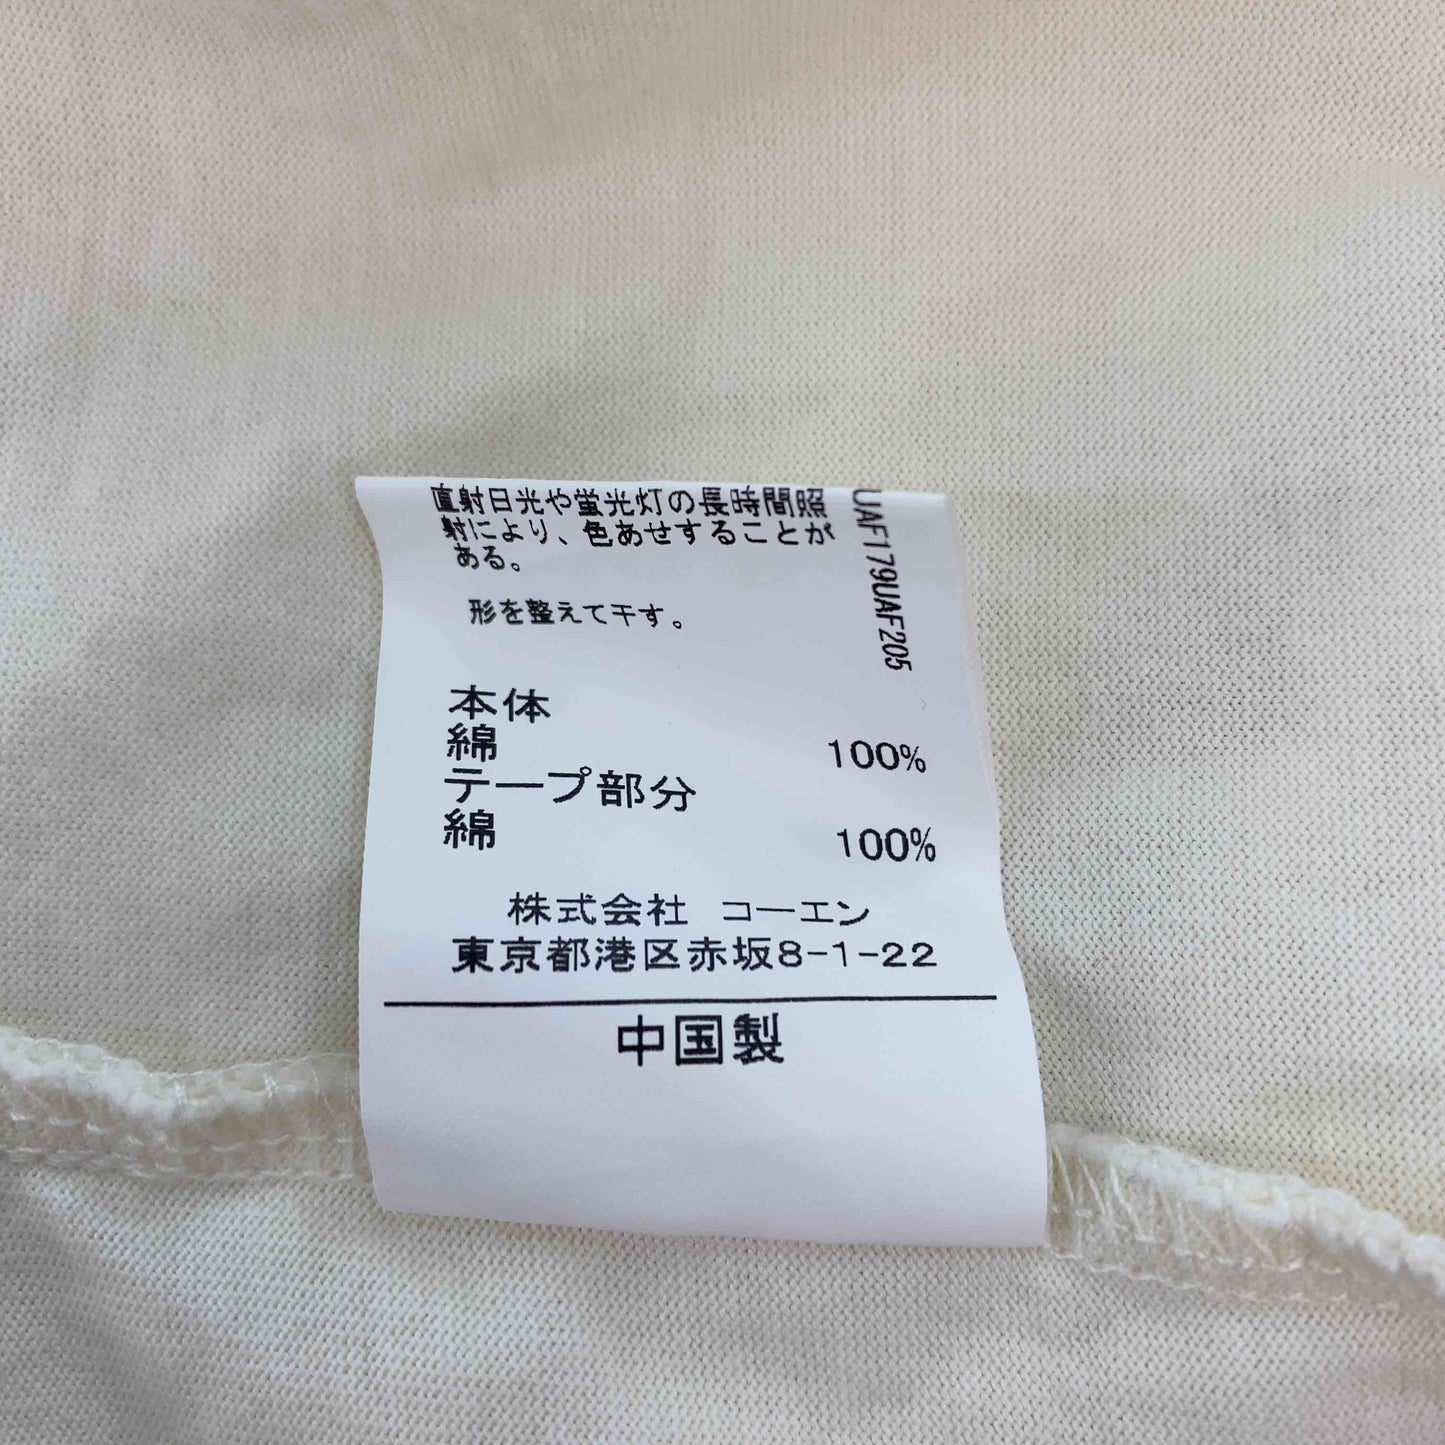 直射日光や蛍光灯の長時間照
射により、色あせすることが
ある。
形を整えて干す。
UAF179UAF205
本体
綿 100%
テープ部分
綿 100%
株式会社 コーエン
東京都港区赤坂8-1-22
中国製